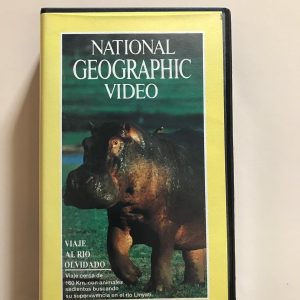 NATIONAL
GEOGRAPHIC
VIDEO
VIAJE
AL RIO
OLVIDADO
Viaje cerca de
160 Km. con animales
sedientos buscando
su supervivencia en el río Linyati.